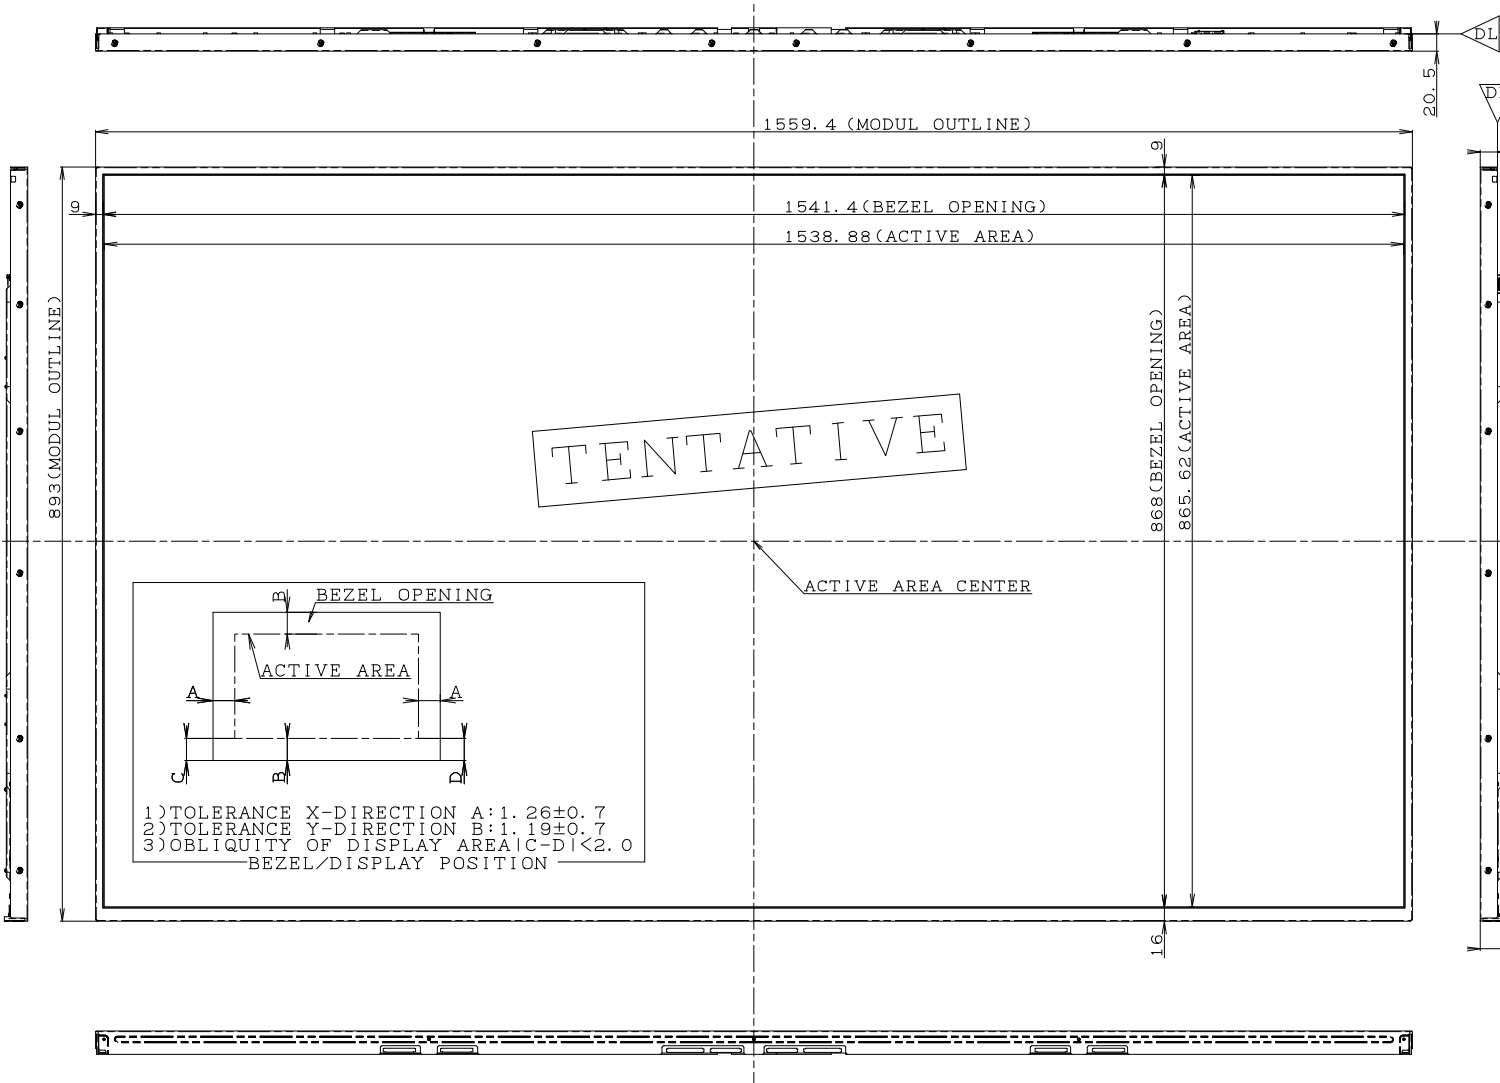 DL
20.5
D
1559.4(MODUL OUTLINE)
9
9
1541.4(BEZEL OPENING)
1538.88(ACTIVE AREA)
893(MODUL OUTLINE)
868(BEZEL OPENING)
865.62(ACTIVE AREA)
TENTATIVE
ACTIVE AREA CENTER
B
BEZEL OPENING
ACTIVE AREA
A
A
C
B
D
1)TOLERANCE X-DIRECTION A:1.26±0.7
2)TOLERANCE Y-DIRECTION B:1.19±0.7
3)OBLIQUITY OF DISPLAY AREA|C-D|<2.0
BEZEL/DISPLAY POSITION
16